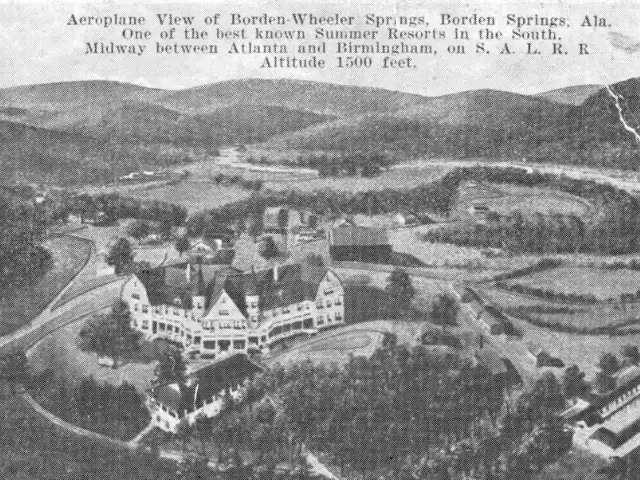 Aeroplane View of Borden-Wheeler Springs, Borden Springs, Ala.
One of the best known Summer Resorts in the South.
Midway between Atlanta and Birmingham, on S. A. L. R. R
Altitude 1500 feet.